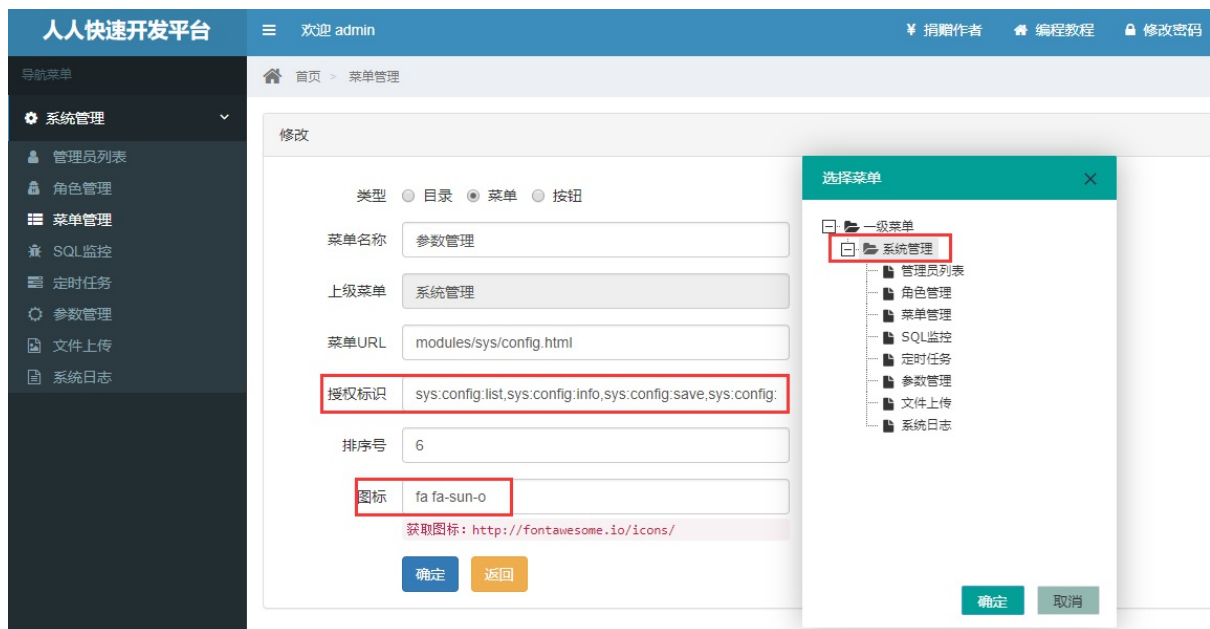 人人快速开发平台
欢迎 admin
¥ 捐赠作者
编程教程
修改密码
导航菜单
首页 > 菜单管理
系统管理
管理员列表
角色管理
菜单管理
SQL监控
定时任务
参数管理
文件上传
系统日志
修改
类型 目录 菜单 按钮
菜单名称 参数管理
上级菜单 系统管理
菜单URL modules/sys/config.html
授权标识 sys:config:list,sys:config:info,sys:config:save,sys:config:
排序号 6
图标 fa fa-sun-o
获取图标：http://fontawesome.io/icons/
确定 返回
选择菜单
一级菜单
系统管理
管理员列表
角色管理
菜单管理
SQL监控
定时任务
参数管理
文件上传
系统日志
确定 取消